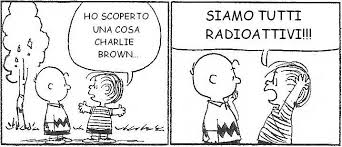 HO SCOPERTO
UNA COSA
CHARLIE
BROWN...
SIAMO TUTTI
RADIOATTIVI!!!